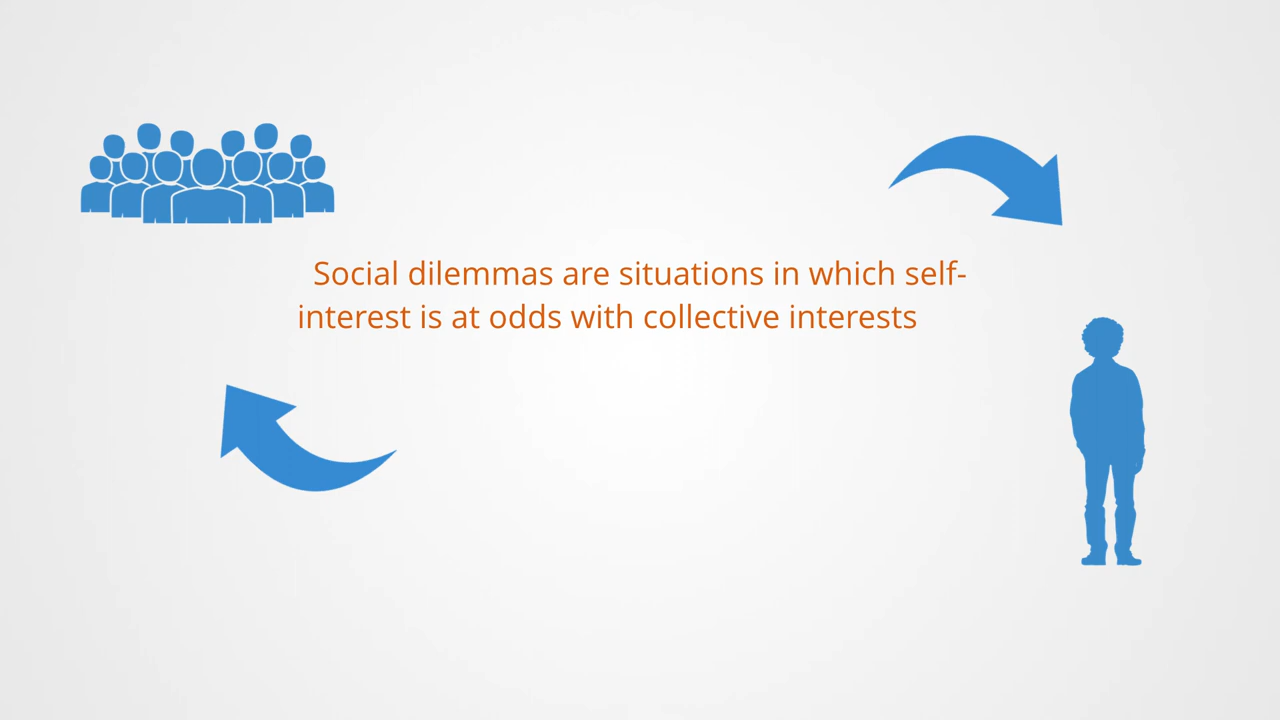 Social dilemmas are situations in which self-
interest is at odds with collective interests